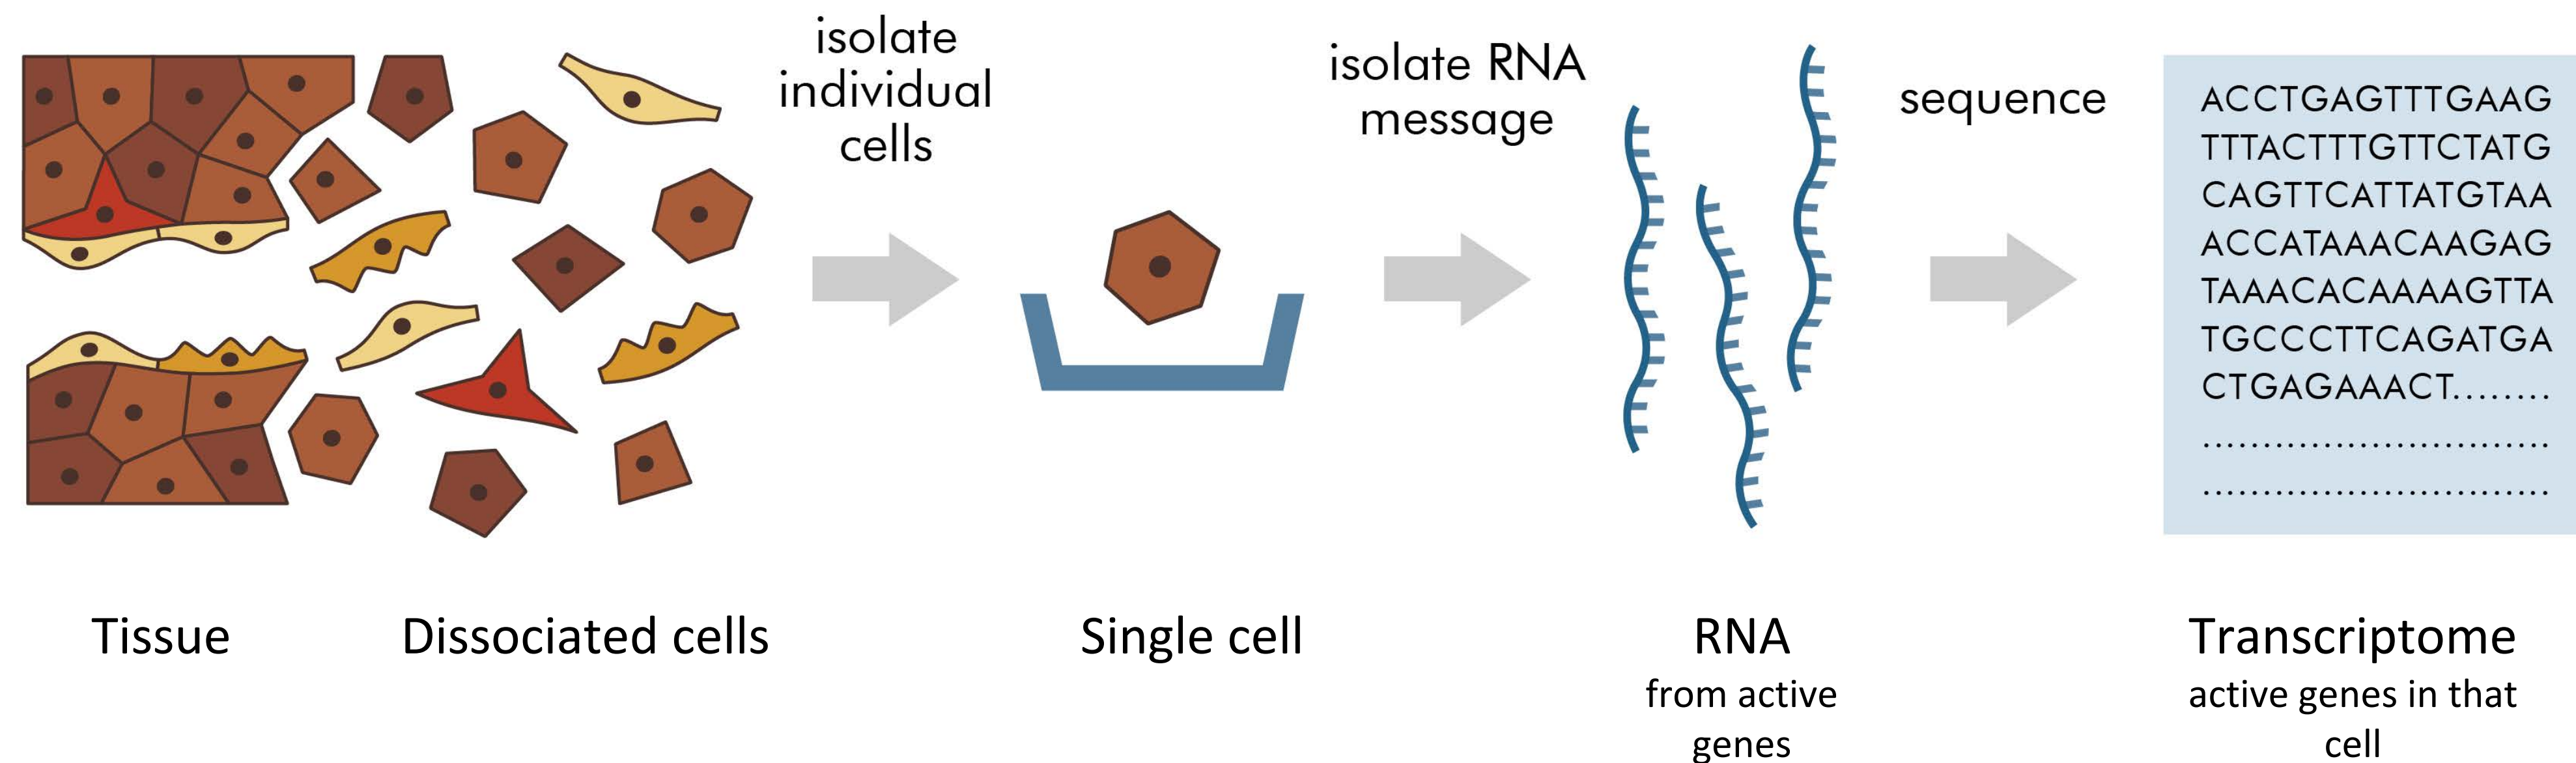 isolate
individual
cells
isolate RNA
message
sequence
ACCTGAGTTTGAAG
TTTACTTTGTTCTATG
CAGTTCATTATGTAA
ACCATAAACAAGAG
TAAACACAAAAGTTA
TGCCCTTCAGATGA
CTGAGAAACT........
.............................
.............................
Tissue
Dissociated cells
Single cell
RNA
from active
genes
Transcriptome
active genes in that
cell